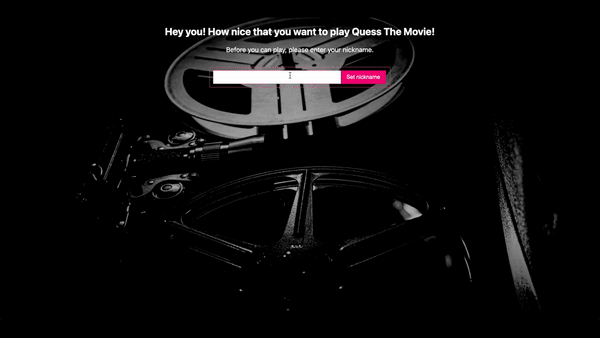 Hey you! How nice that you want to play Quess The Movie!
Before you can play, please enter your nickname.
Set nickname